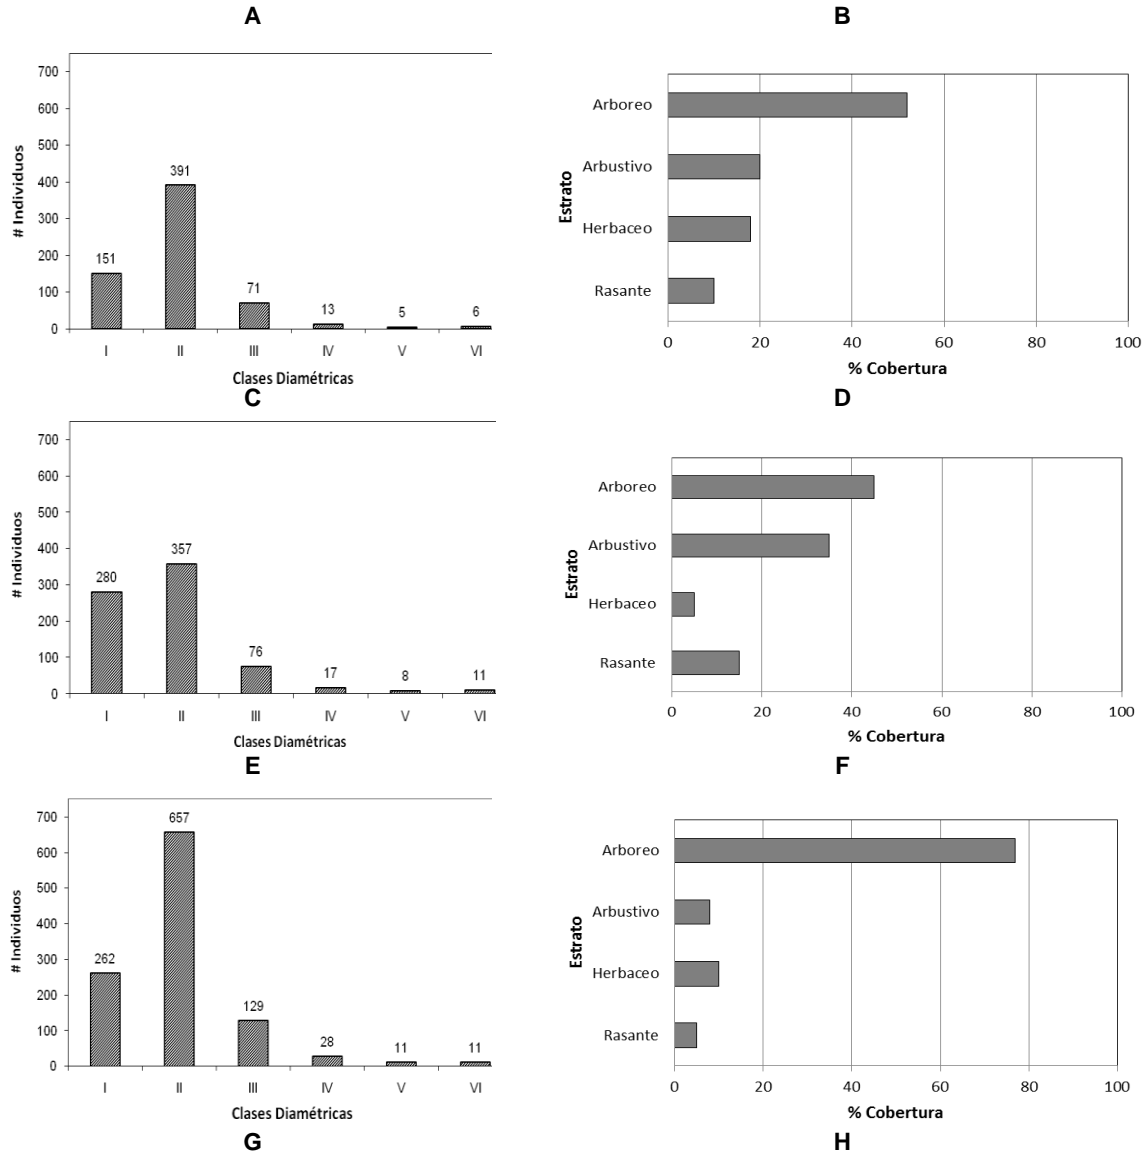 A
B
# Individuos
700
600
500
400
300
200
100
0
151
391
71
13
5
6
I II III IV V VI
Clases Diamétricas
Estrato
Arboreo
Arbustivo
Herbaceo
Rasante
0 20 40 60 80 100
% Cobertura
C
D
# Individuos
700
600
500
400
300
200
100
0
280
357
76
17
8
11
I II III IV V VI
Clases Diamétricas
Estrato
Arboreo
Arbustivo
Herbaceo
Rasante
0 20 40 60 80 100
% Cobertura
E
F
# Individuos
700
600
500
400
300
200
100
0
262
657
129
28
11
11
I II III IV V VI
Clases Diamétricas
Estrato
Arboreo
Arbustivo
Herbaceo
Rasante
0 20 40 60 80 100
% Cobertura
G
H